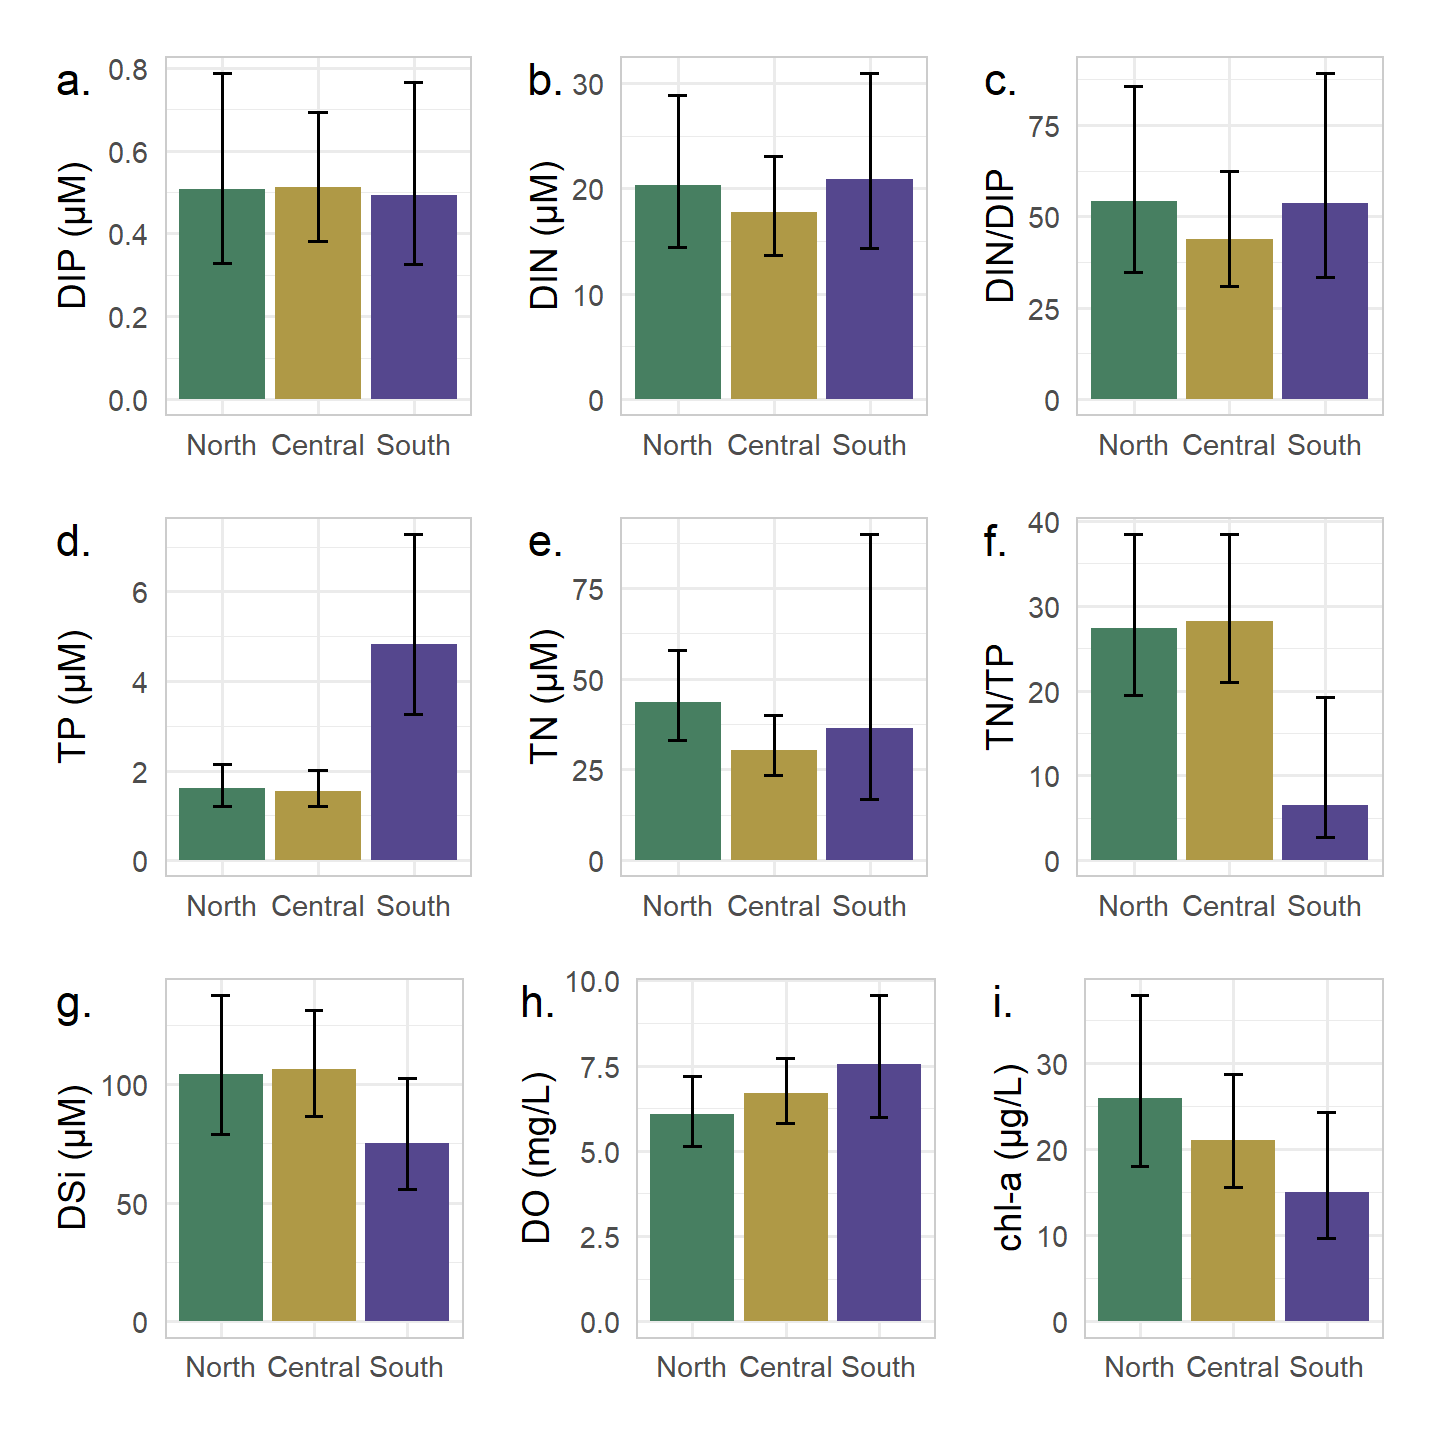 a.
DIP (µM)
0.8
0.6
0.4
0.2
0.0
North Central South
b.
DIN (µM)
30
20
10
0
North Central South
c.
DIN/DIP
75
50
25
0
North Central South
d.
TP (µM)
6
4
2
0
North Central South
e.
TN (µM)
75
50
25
0
North Central South
f.
TN/TP
40
30
20
10
0
North Central South
g.
DSi (µM)
100
50
0
North Central South
h.
DO (mg/L)
10.0
7.5
5.0
2.5
0.0
North Central South
i.
chl-a (µg/L)
30
20
10
0
North Central South